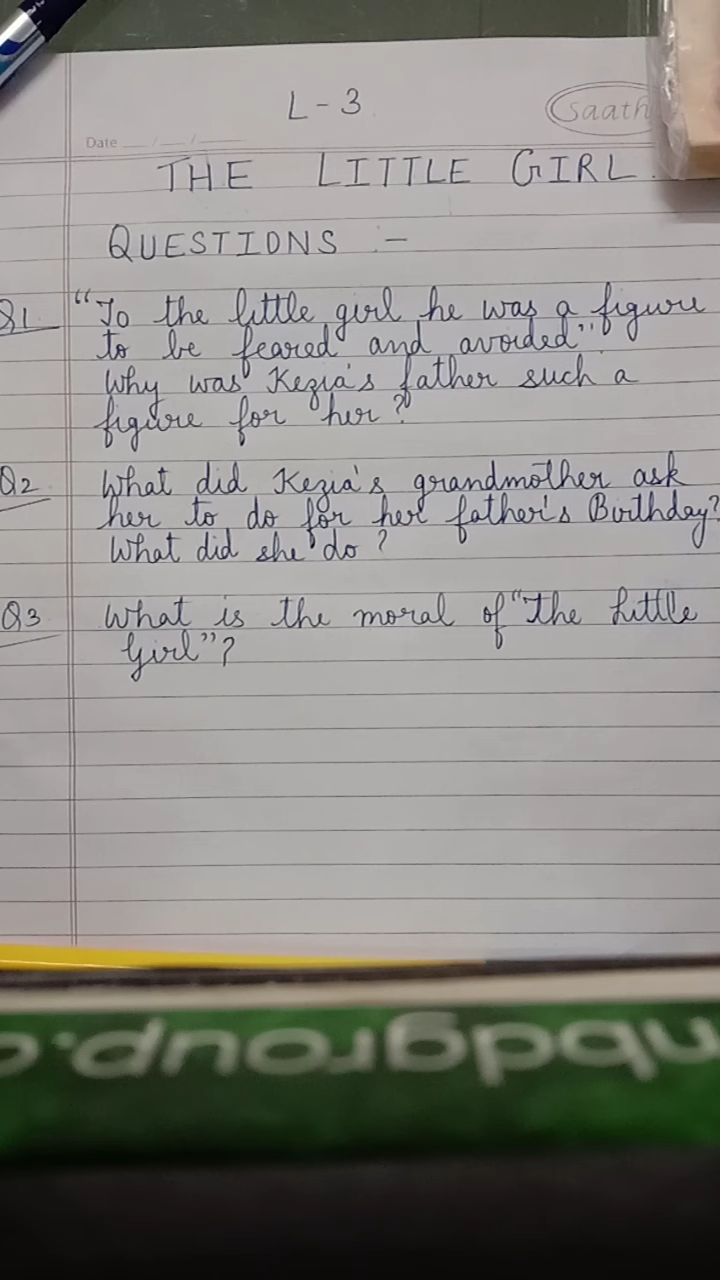 L-3
Saath
Date
THE LITTLE GIRL.
QUESTIONS :-
Q1 "To the little girl he was a figure
to be feared and avoided".
Why was Kezia's father such a
figure for her?
Q2 What did Kezia's grandmother ask
her to do for her father's Birthday?
What did she do?
Q3 What is the moral of "The Little
Girl"?
nbdgroup.c